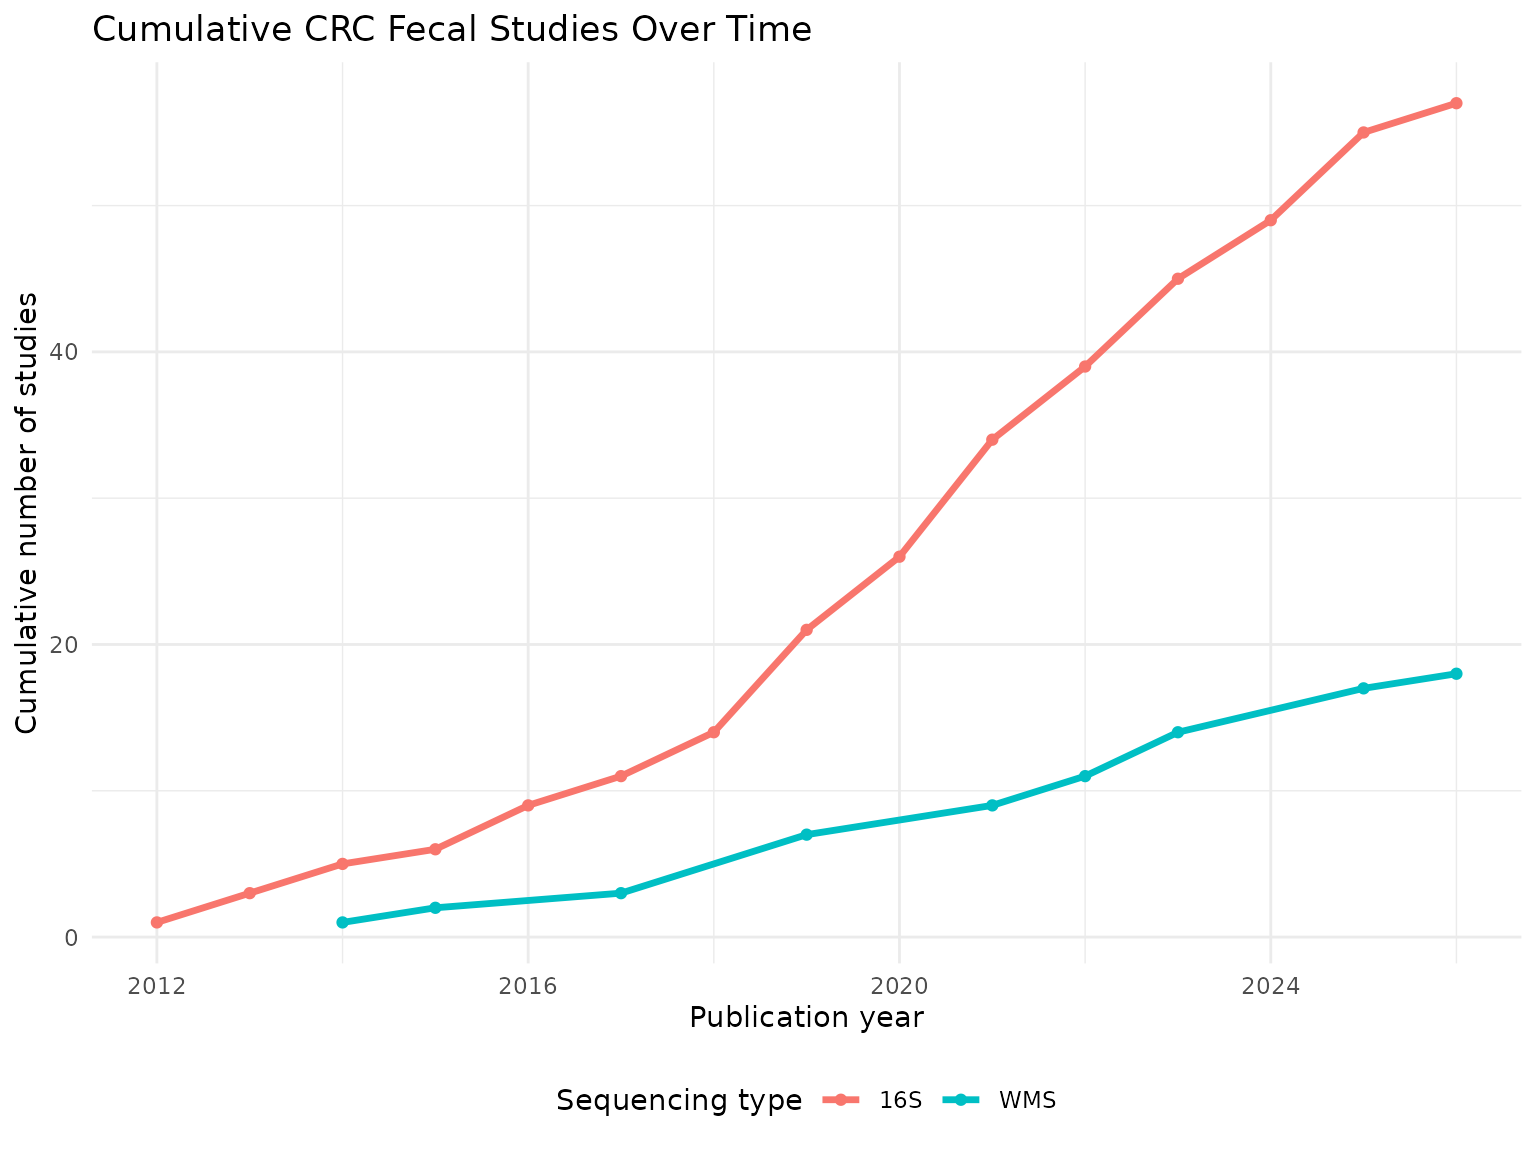 Cumulative CRC Fecal Studies Over Time
Cumulative number of studies
40
20
0
2012 2016 2020 2024
Publication year
Sequencing type 16S WMS